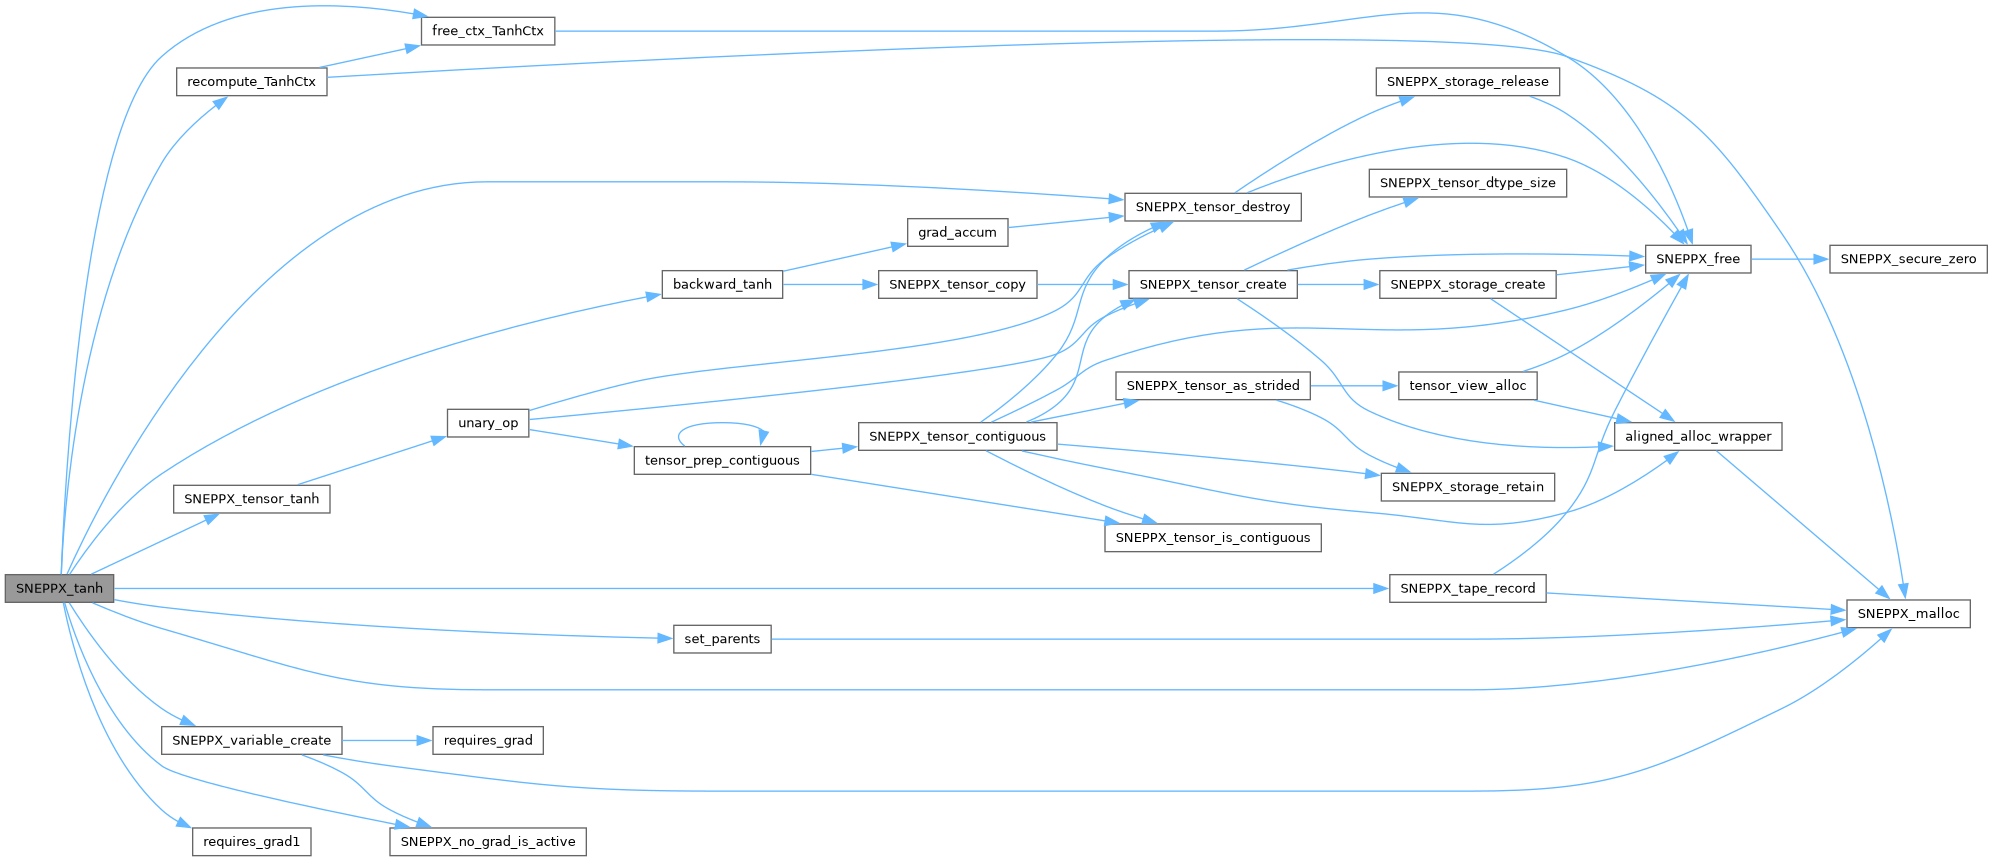 free_ctx_TanhCtx
recompute_TanhCtx
SNEPPX_storage_release
SNEPPX_tensor_dtype_size
SNEPPX_tensor_destroy
grad_accum
SNEPPX_free
SNEPPX_secure_zero
backward_tanh
SNEPPX_tensor_copy
SNEPPX_tensor_create
SNEPPX_storage_create
SNEPPX_tensor_as_strided
tensor_view_alloc
unary_op
SNEPPX_tensor_contiguous
aligned_alloc_wrapper
tensor_prep_contiguous
SNEPPX_storage_retain
SNEPPX_tensor_tanh
SNEPPX_tensor_is_contiguous
SNEPPX_tanh
SNEPPX_tape_record
SNEPPX_malloc
set_parents
SNEPPX_variable_create
requires_grad
requires_grad1
SNEPPX_no_grad_is_active